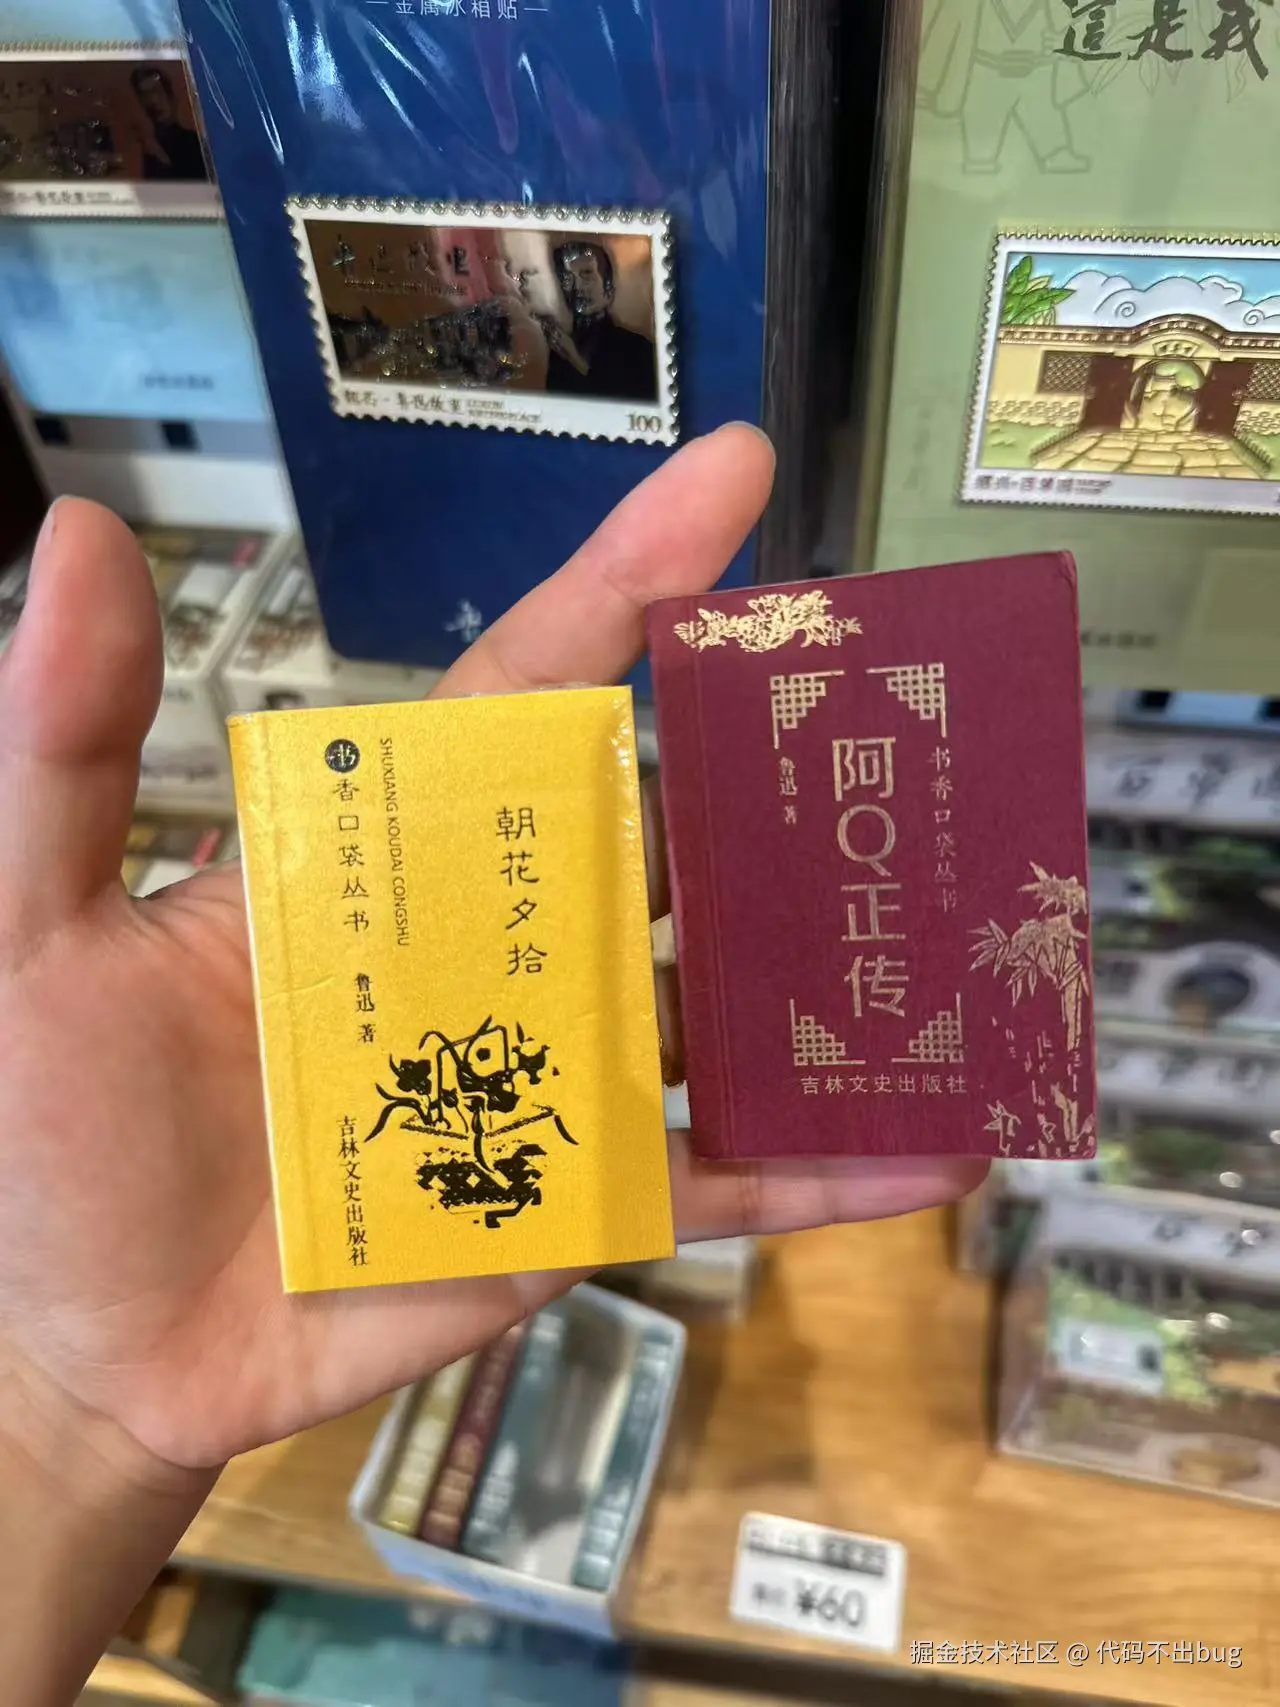 —金属冰箱贴—
這是我
100
书香口袋丛书
SHUXIANG KOUDAI CONGSHU
朝花夕拾
鲁迅 著
吉林文史出版社
书香口袋丛书
阿Q正传
鲁迅 著
吉林文史出版社
掘金技术社区 @ 代码不出bug